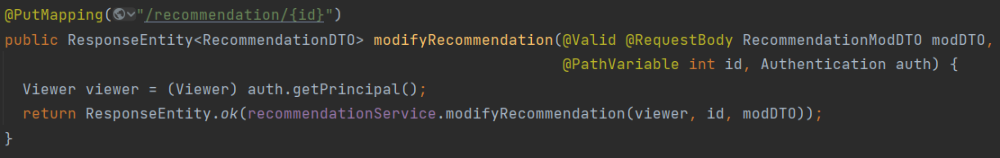 @PutMapping("/recommendation/{id}")
public ResponseEntity<RecommendationDTO> modifyRecommendation(@Valid @RequestBody RecommendationModDTO modDTO,
@PathVariable int id, Authentication auth) {
Viewer viewer = (Viewer) auth.getPrincipal();
return ResponseEntity.ok(recommendationService.modifyRecommendation(viewer, id, modDTO));
}